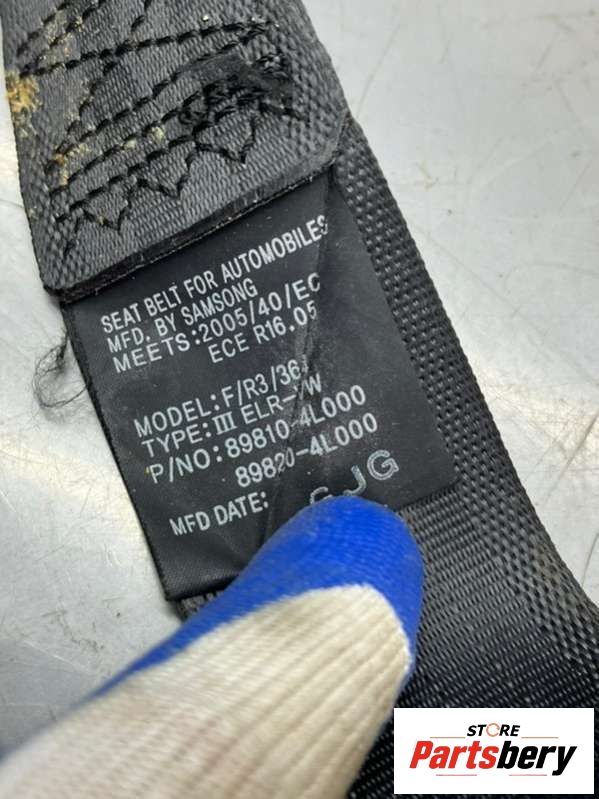 SEAT BELT FOR AUTOMOBILES
MFD. BY SAMSONG
MEETS:2005/40/EC
ECE R16.05
MODEL:F/R3/36
TYPE:III
P/NO: 89810-4L000
89820-4L000
MFD DATE: GJG
STORE
Partsbery